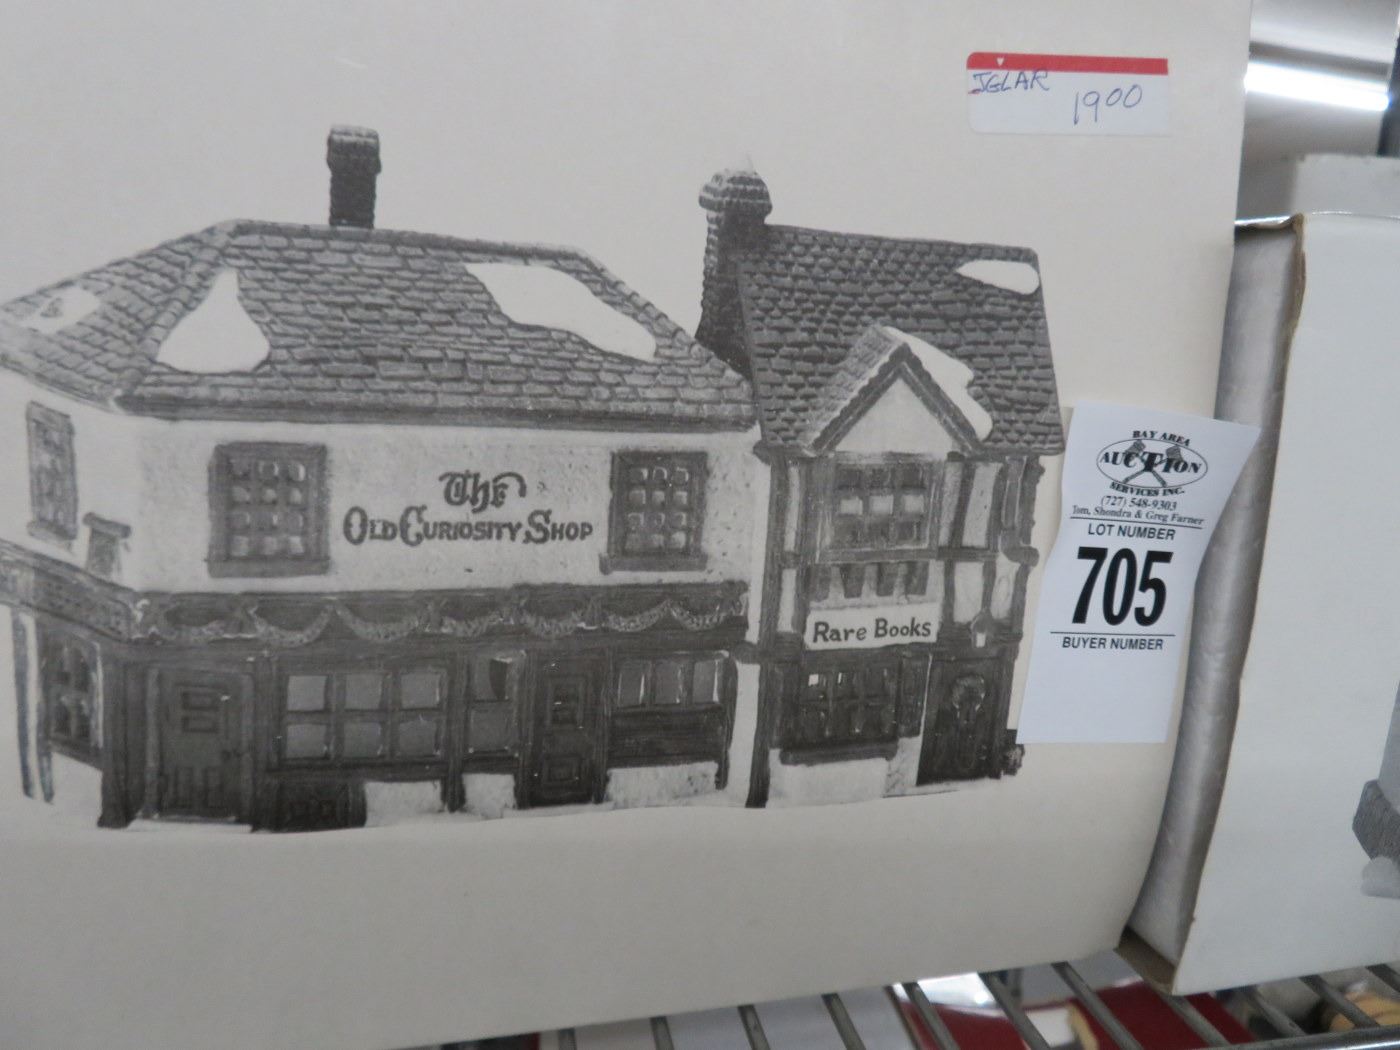 JGLAR
1900
The
OLD CURIOSITY SHOP
Rare Books
BAY AREA
AUCTION
SERVICES INC.
(727) 548-9303
Tom, Shondra & Greg Farner
LOT NUMBER
705
BUYER NUMBER